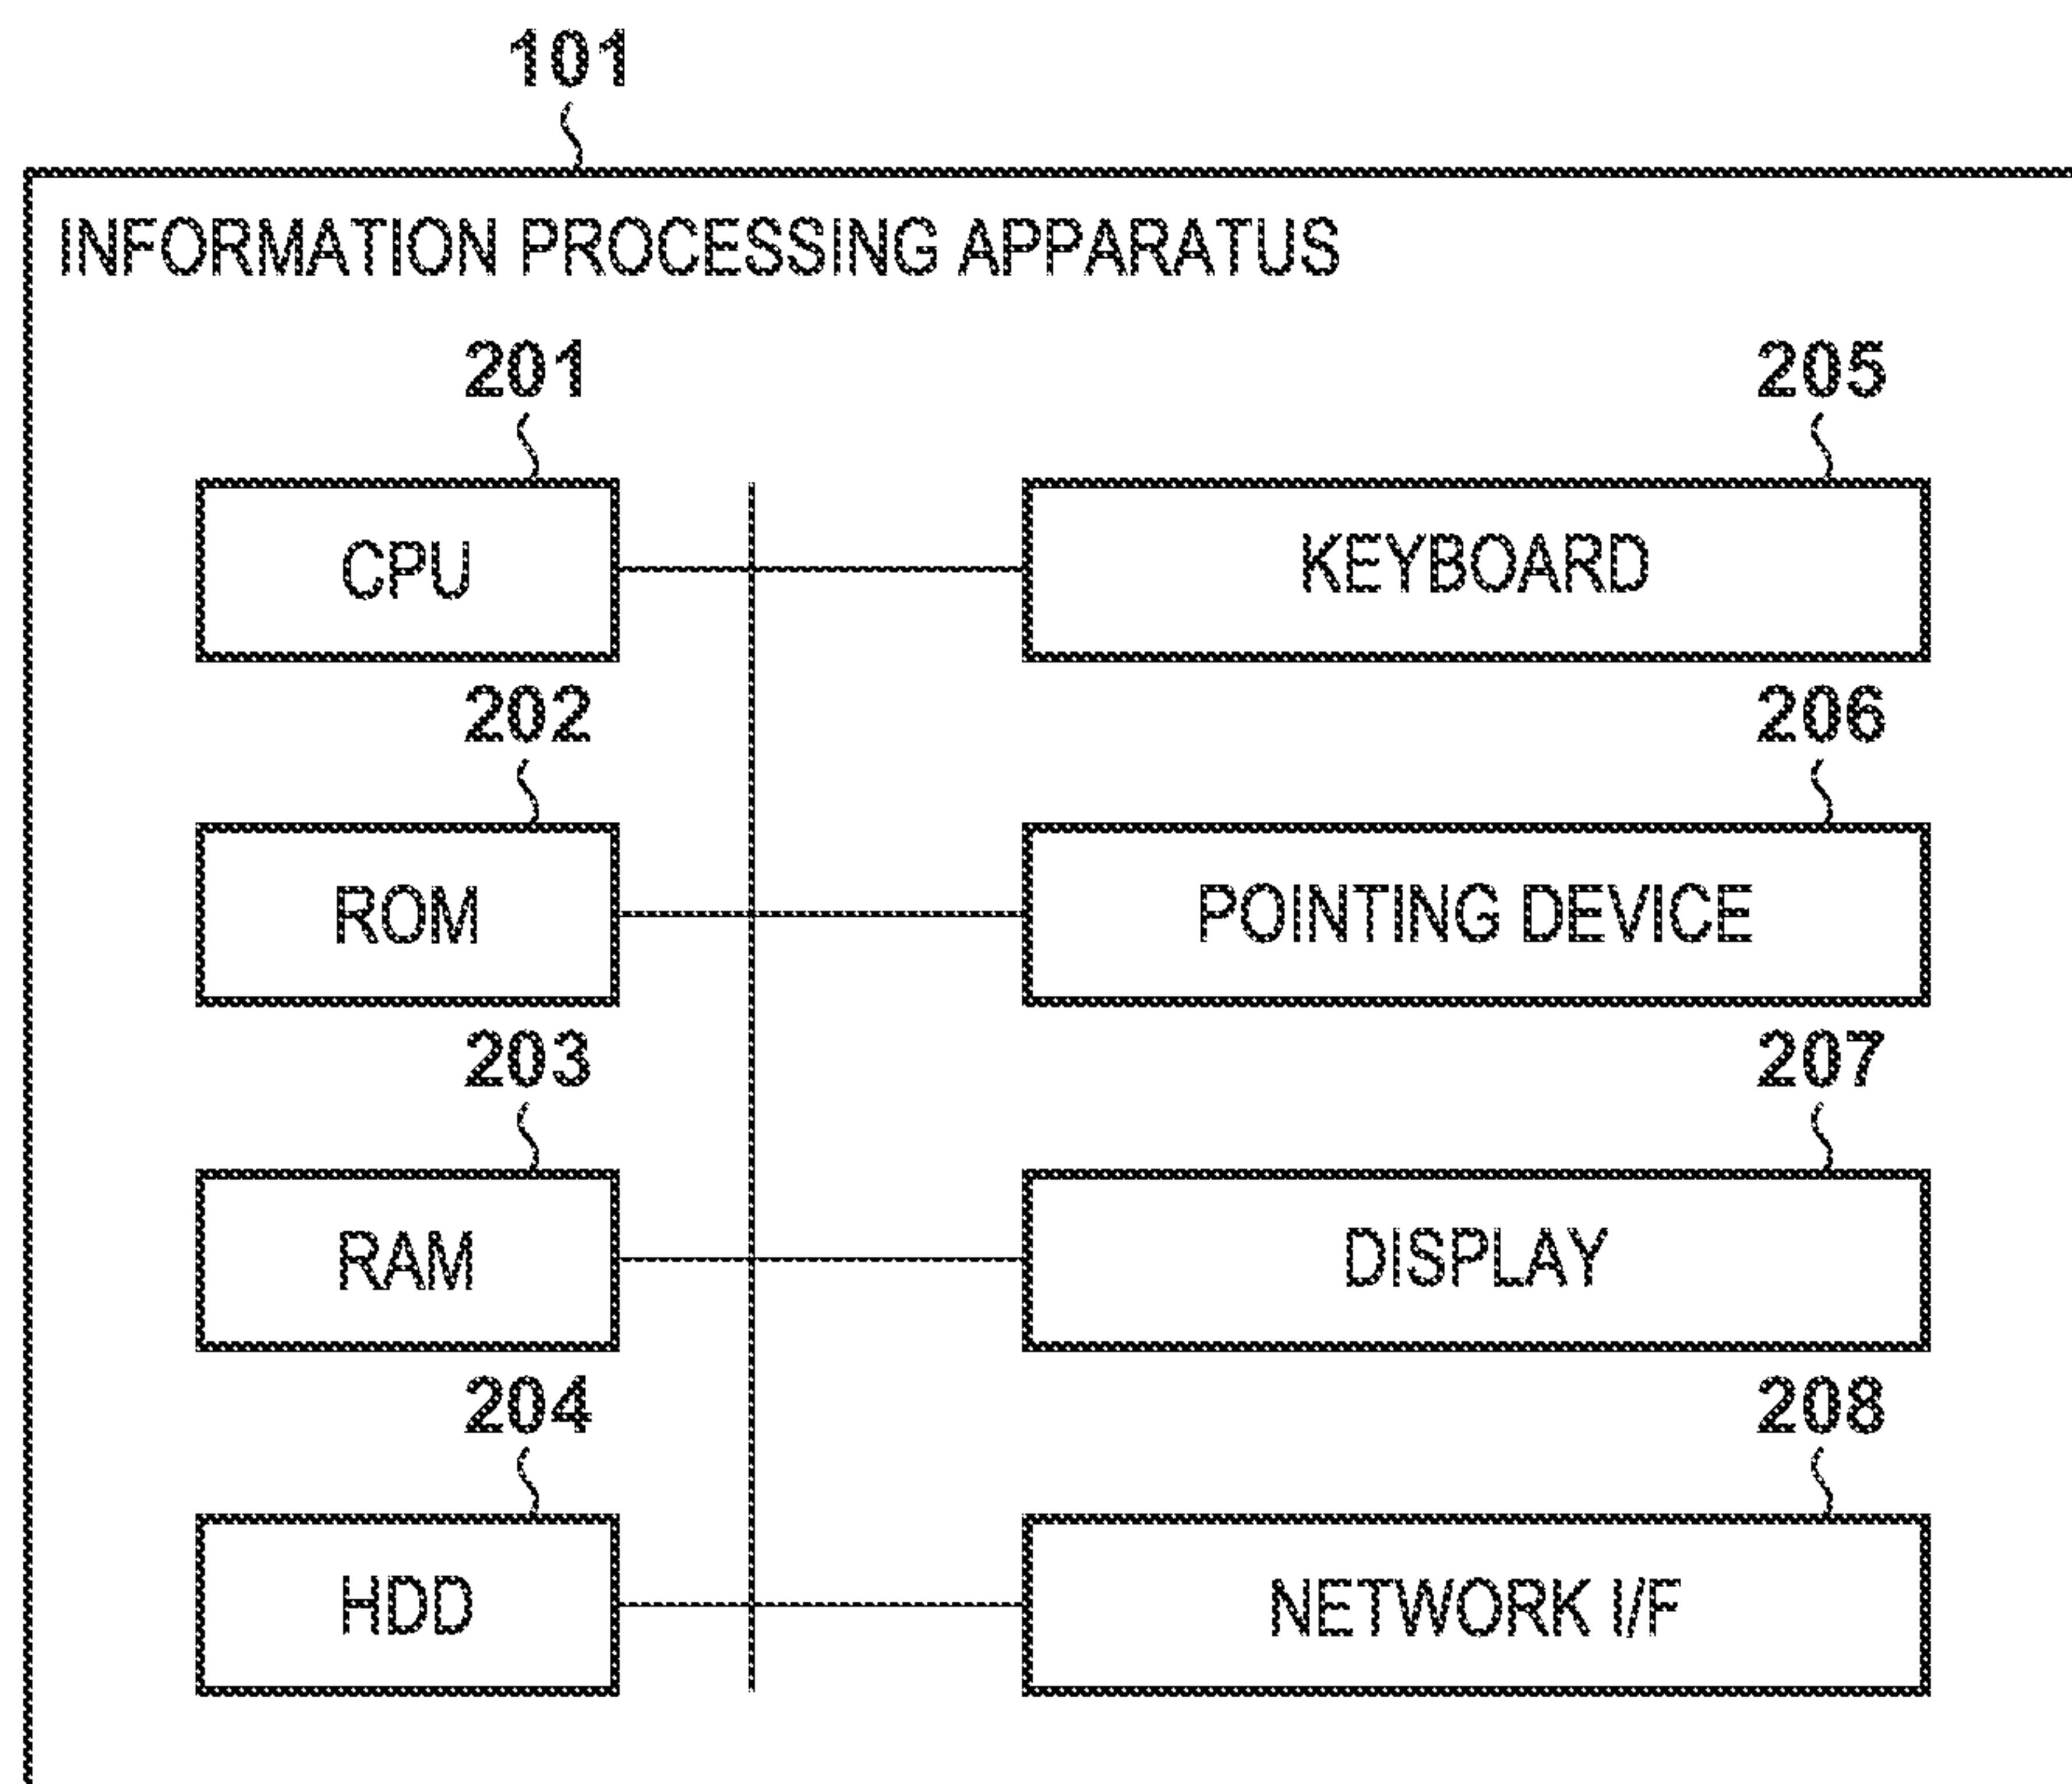 101
INFORMATION PROCESSING APPARATUS
201
205
CPU
KEYBOARD
202
206
ROM
POINTING DEVICE
203
207
RAM
DISPLAY
204
208
HDD
NETWORK I/F